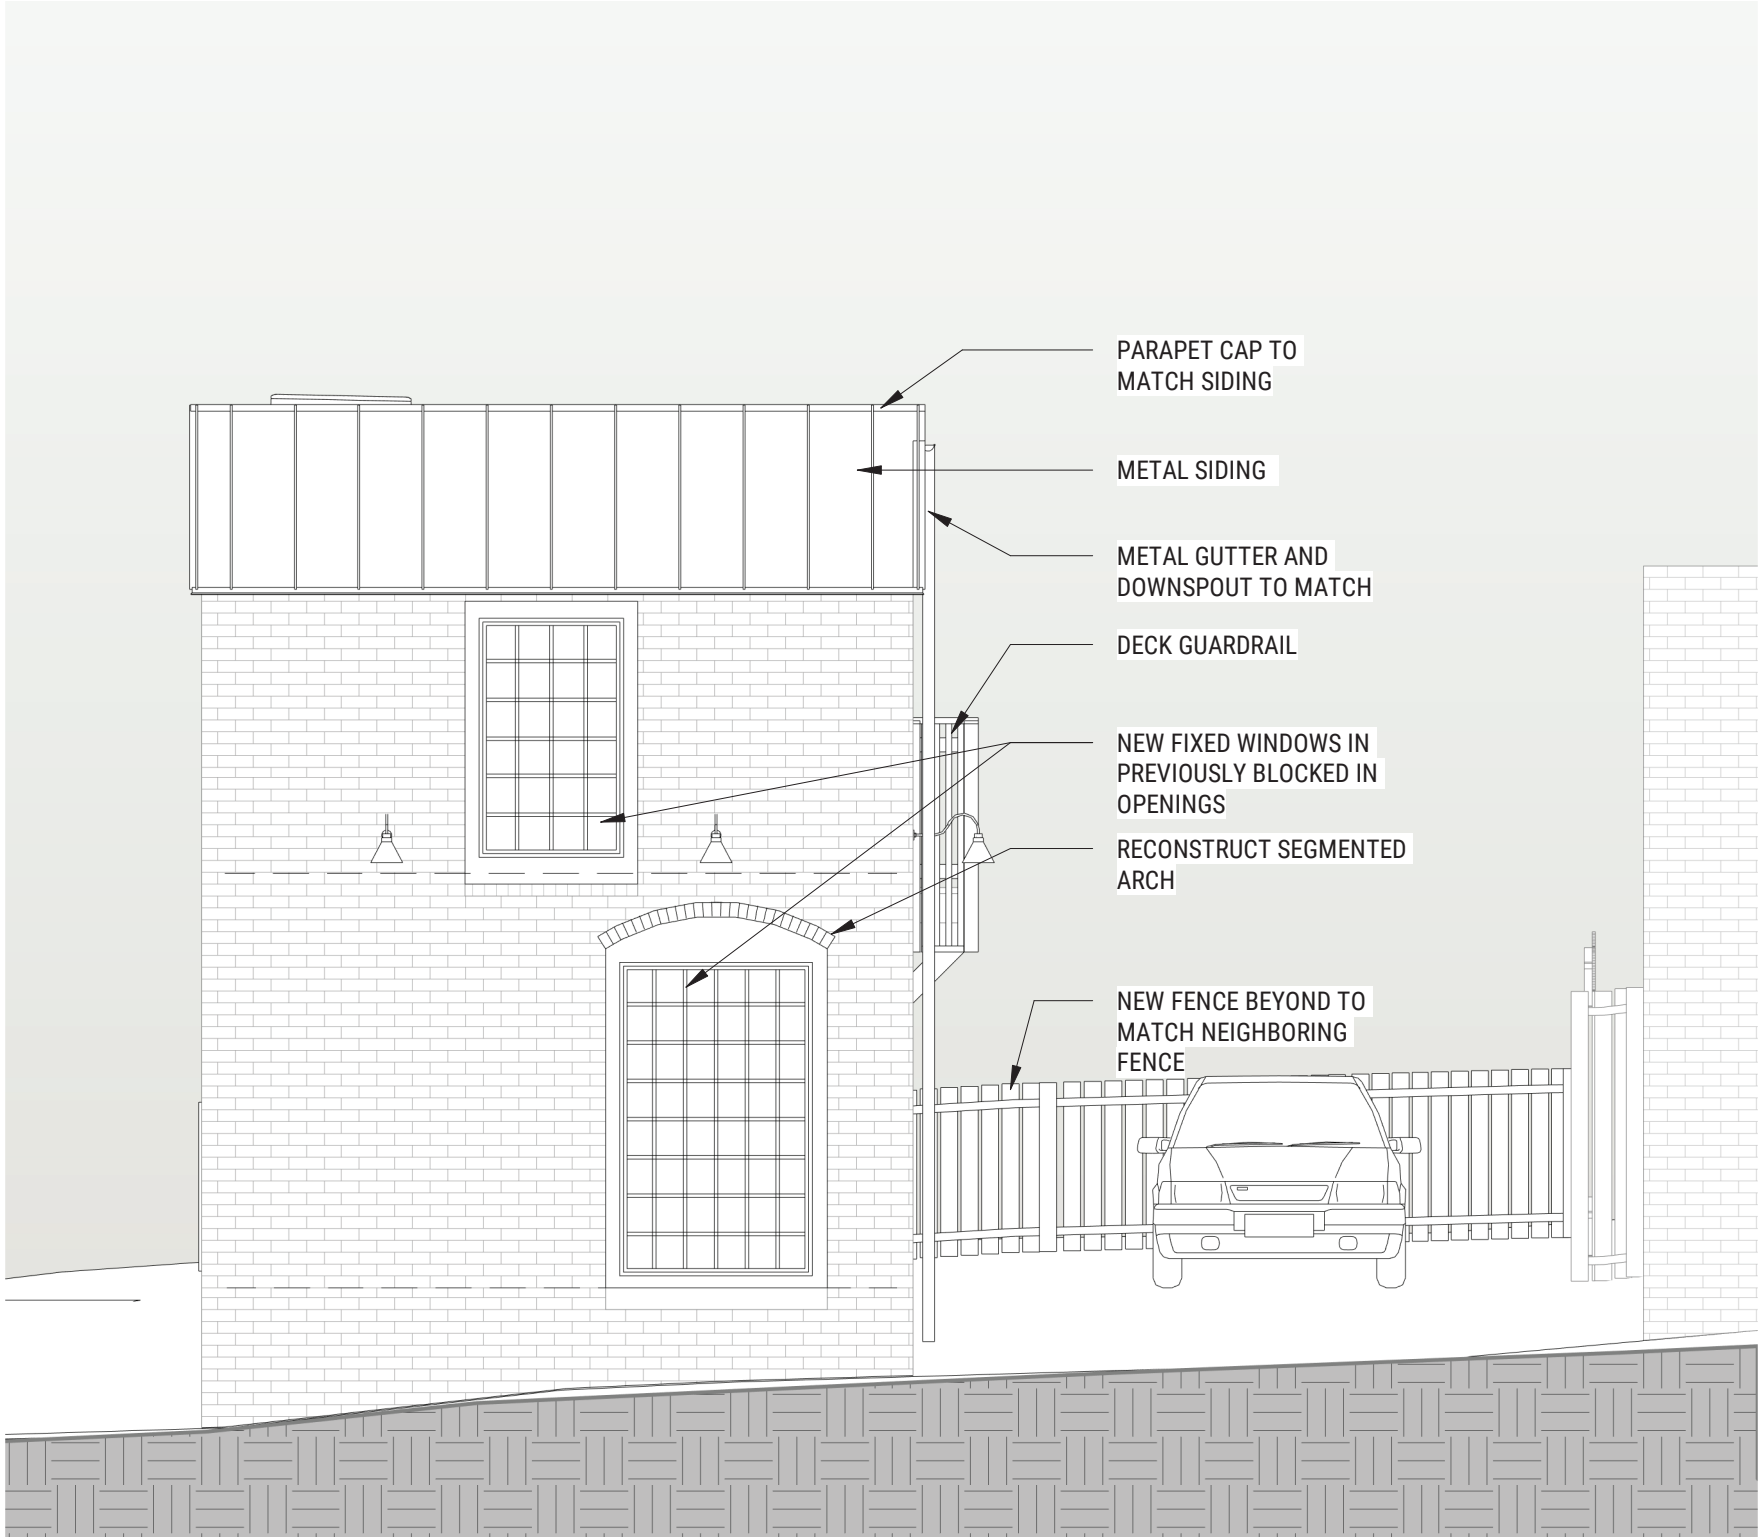 PARAPET CAP TO
MATCH SIDING
METAL SIDING
METAL GUTTER AND
DOWNSPOUT TO MATCH
DECK GUARDRAIL
NEW FIXED WINDOWS IN
PREVIOUSLY BLOCKED IN
OPENINGS
RECONSTRUCT SEGMENTED
ARCH
NEW FENCE BEYOND TO
MATCH NEIGHBORING
FENCE